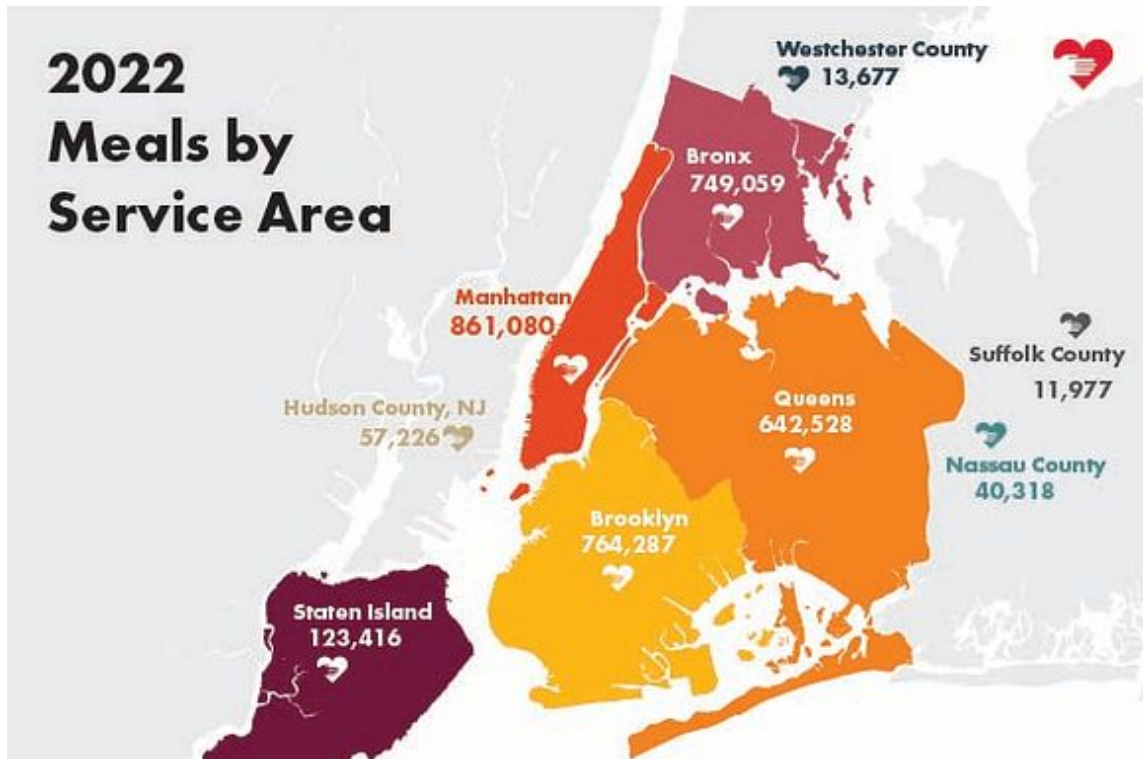 2022
Meals by
Service Area
Westchester County
13,677
Bronx
749,059
Manhattan
861,080
Suffolk County
11,977
Hudson County, NJ
57,226
Queens
642,528
Nassau County
40,318
Brooklyn
764,287
Staten Island
123,416